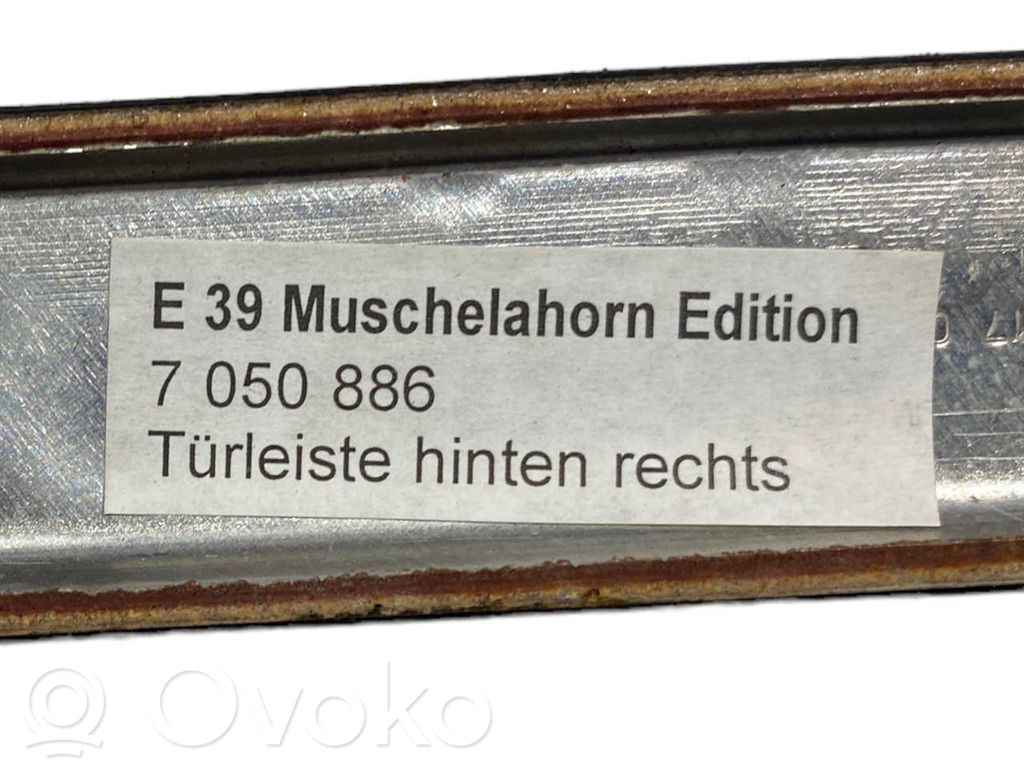 E 39 Muschelahorn Edition
7 050 886
Türleiste hinten rechts
Ovoko